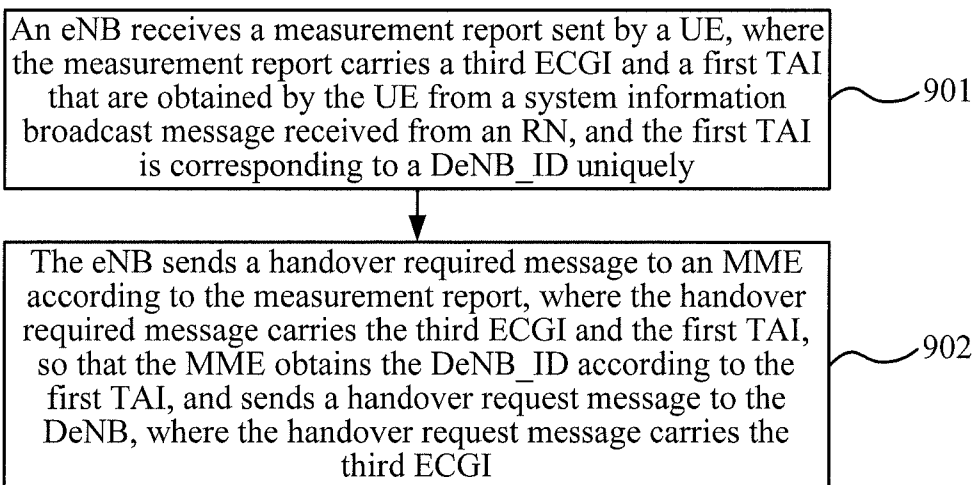 An eNB receives a measurement report sent by a UE, where
the measurement report carries a third ECGI and a first TAI
that are obtained by the UE from a system information
broadcast message received from an RN, and the first TAI
is corresponding to a DeNB_ID uniquely
901
The eNB sends a handover required message to an MME
according to the measurement report, where the handover
required message carries the third ECGI and the first TAI,
so that the MME obtains the DeNB_ID according to the
first TAI, and sends a handover request message to the
DeNB, where the handover request message carries the
third ECGI
902